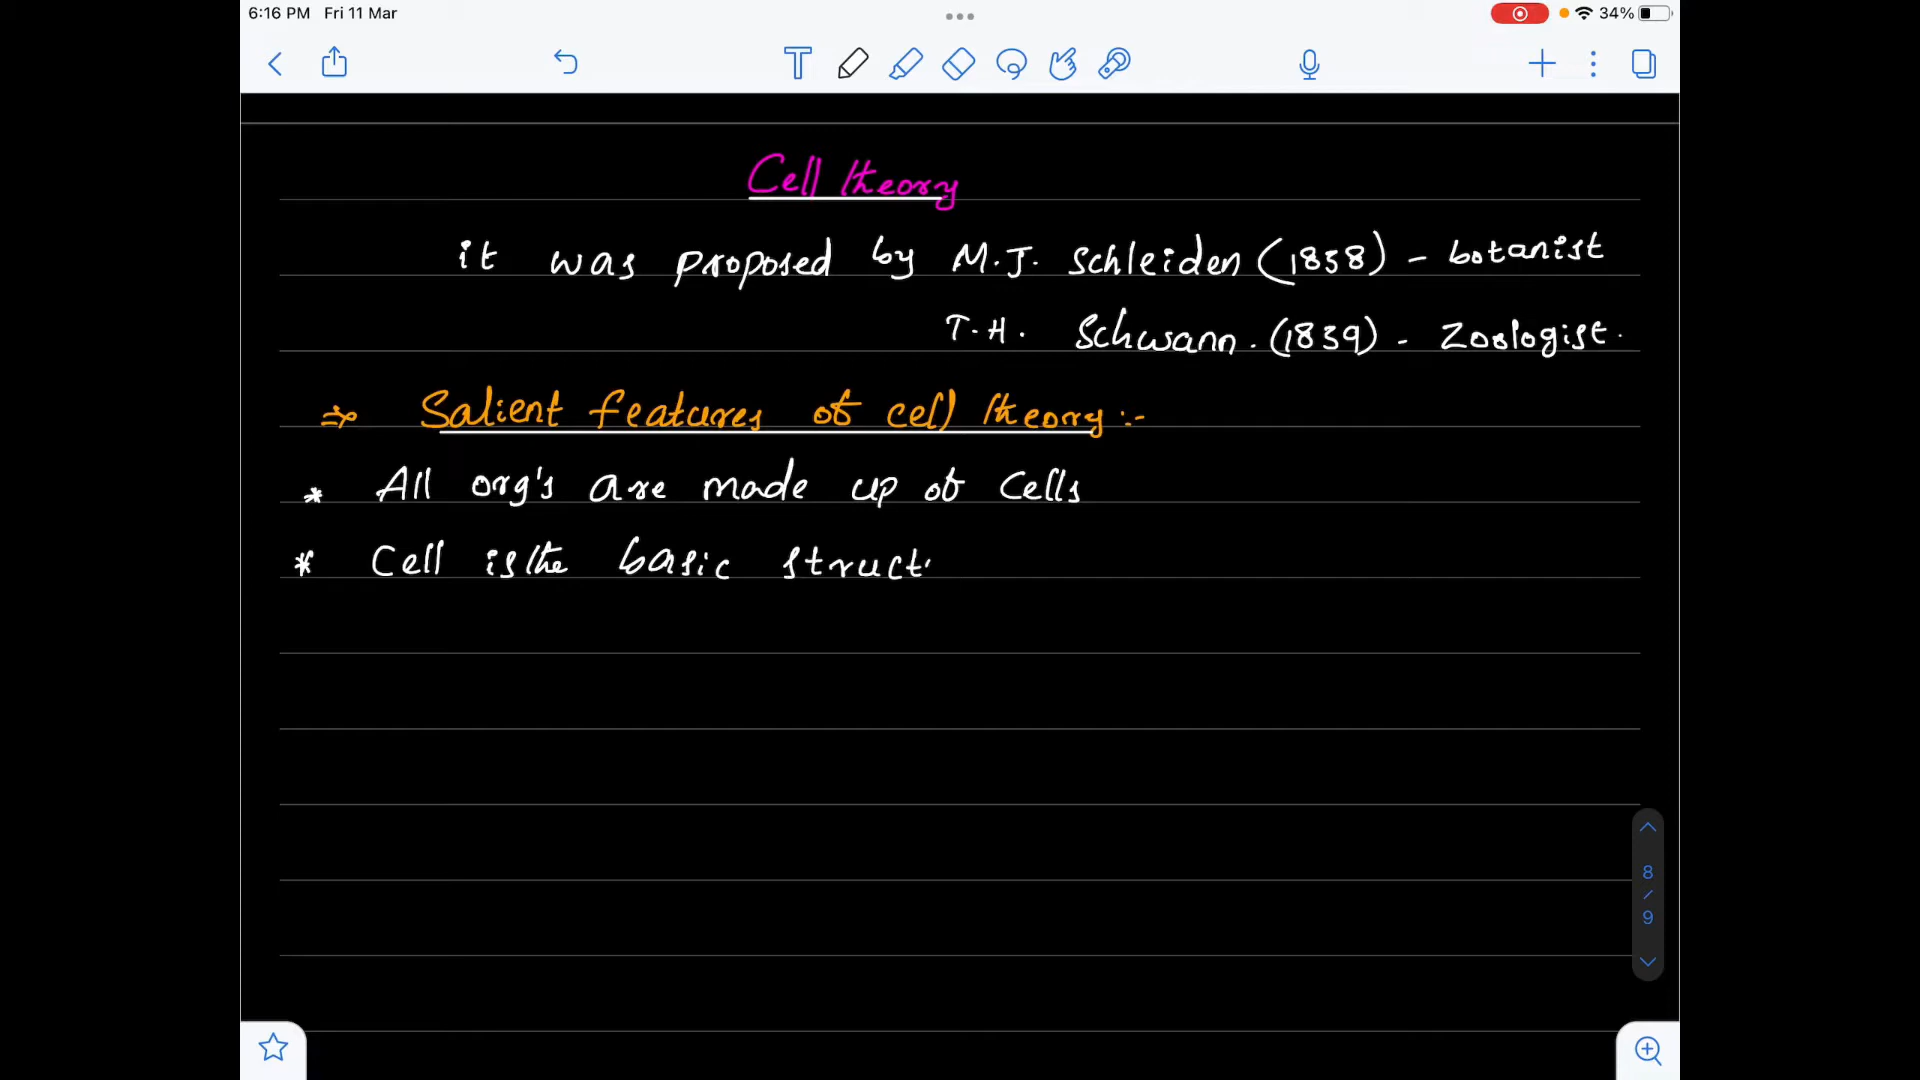 6:16 PM Fri 11 Mar
34%
Cell theory
it was proposed by M.J. Schleiden (1838) - botanist
T.H. Schwann. (1839) - Zoologist.
⇒ Salient features of cell theory:-
* All org's are made up of Cells
* Cell is the basic struct.
8
/
9